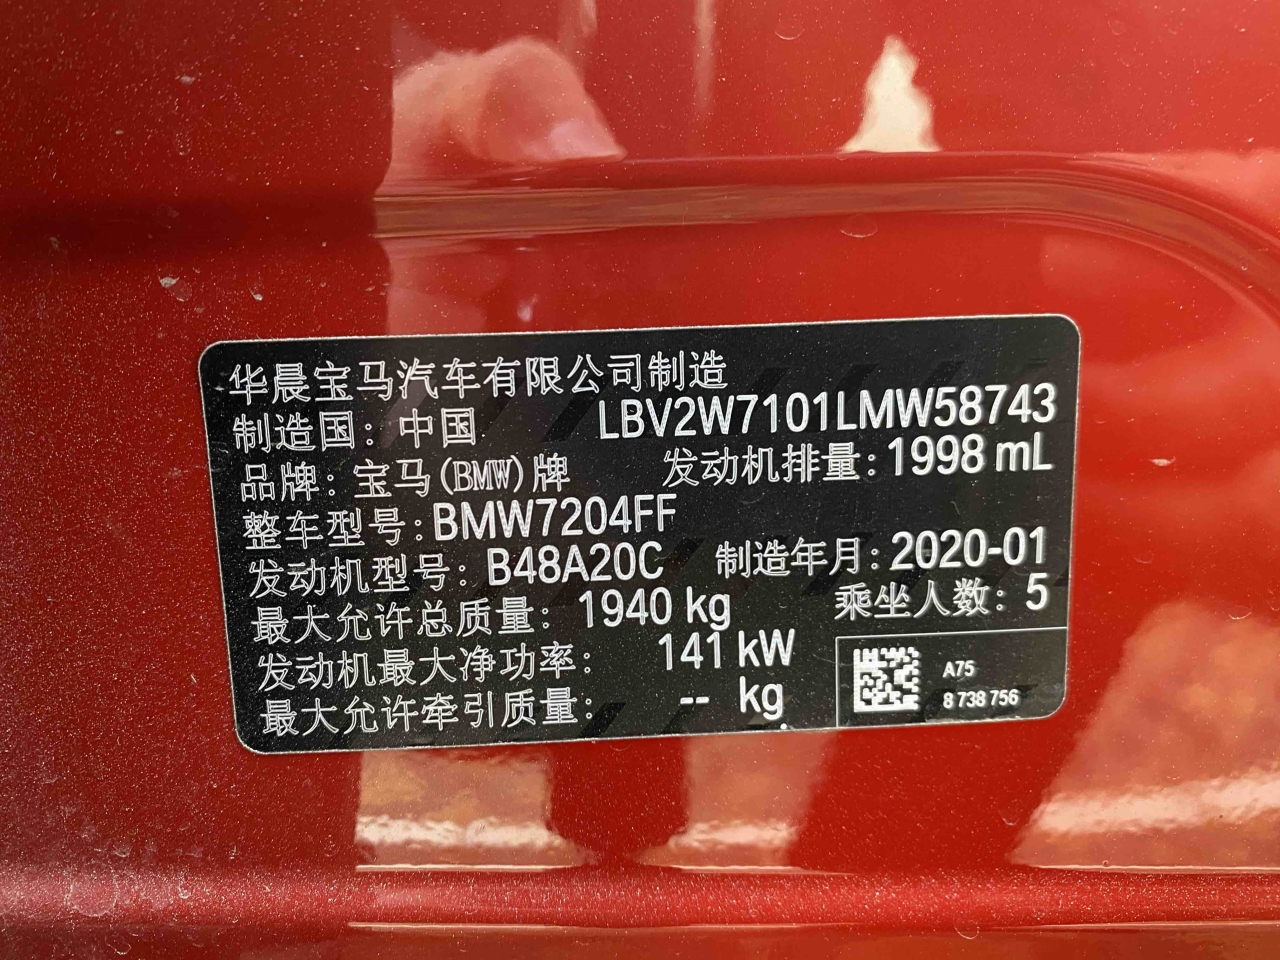 华晨宝马汽车有限公司制造
制造国：中国 LBV2W7101LMW58743
品牌：宝马(BMW)牌 发动机排量：1998 mL
整车型号：BMW7204FF
发动机型号：B48A20C 制造年月：2020-01
最大允许总质量：1940 kg 乘坐人数：5
发动机最大净功率：141 kW
最大允许牵引质量：-- kg
A75
8 738 756